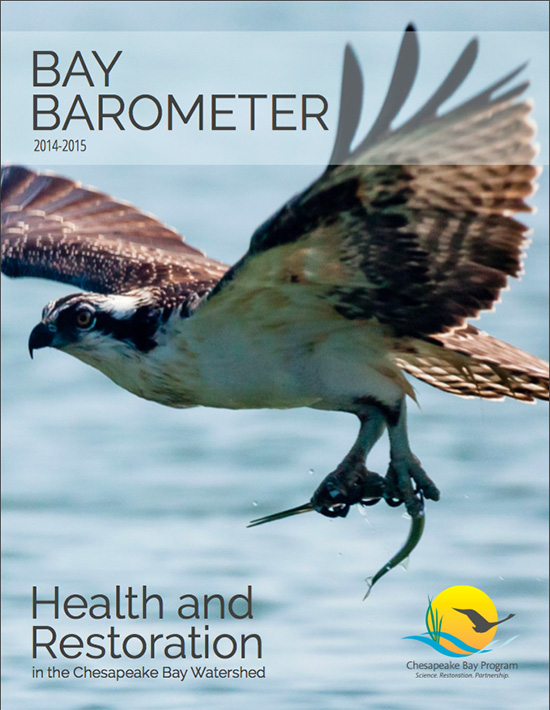 BAY
BAROMETER
2014-2015
Health and
Restoration
in the Chesapeake Bay Watershed
Chesapeake Bay Program
Science. Restoration. Partnership.